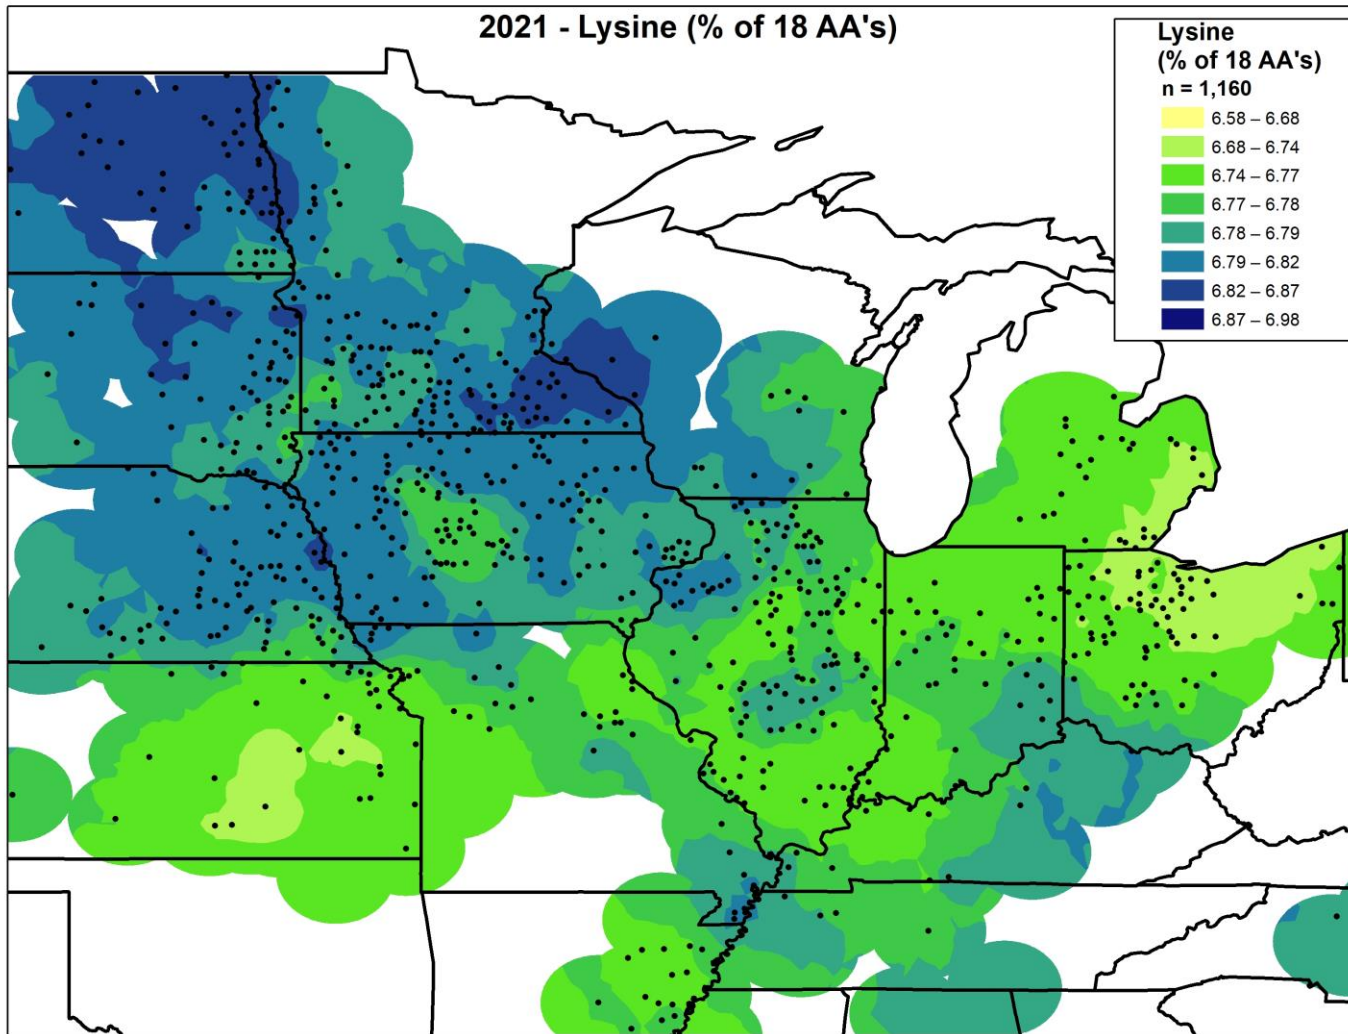 2021 - Lysine (% of 18 AA's)
Lysine
(% of 18 AA's)
n = 1,160
6.58 – 6.68
6.68 – 6.74
6.74 – 6.77
6.77 – 6.78
6.78 – 6.79
6.79 – 6.82
6.82 – 6.87
6.87 – 6.98